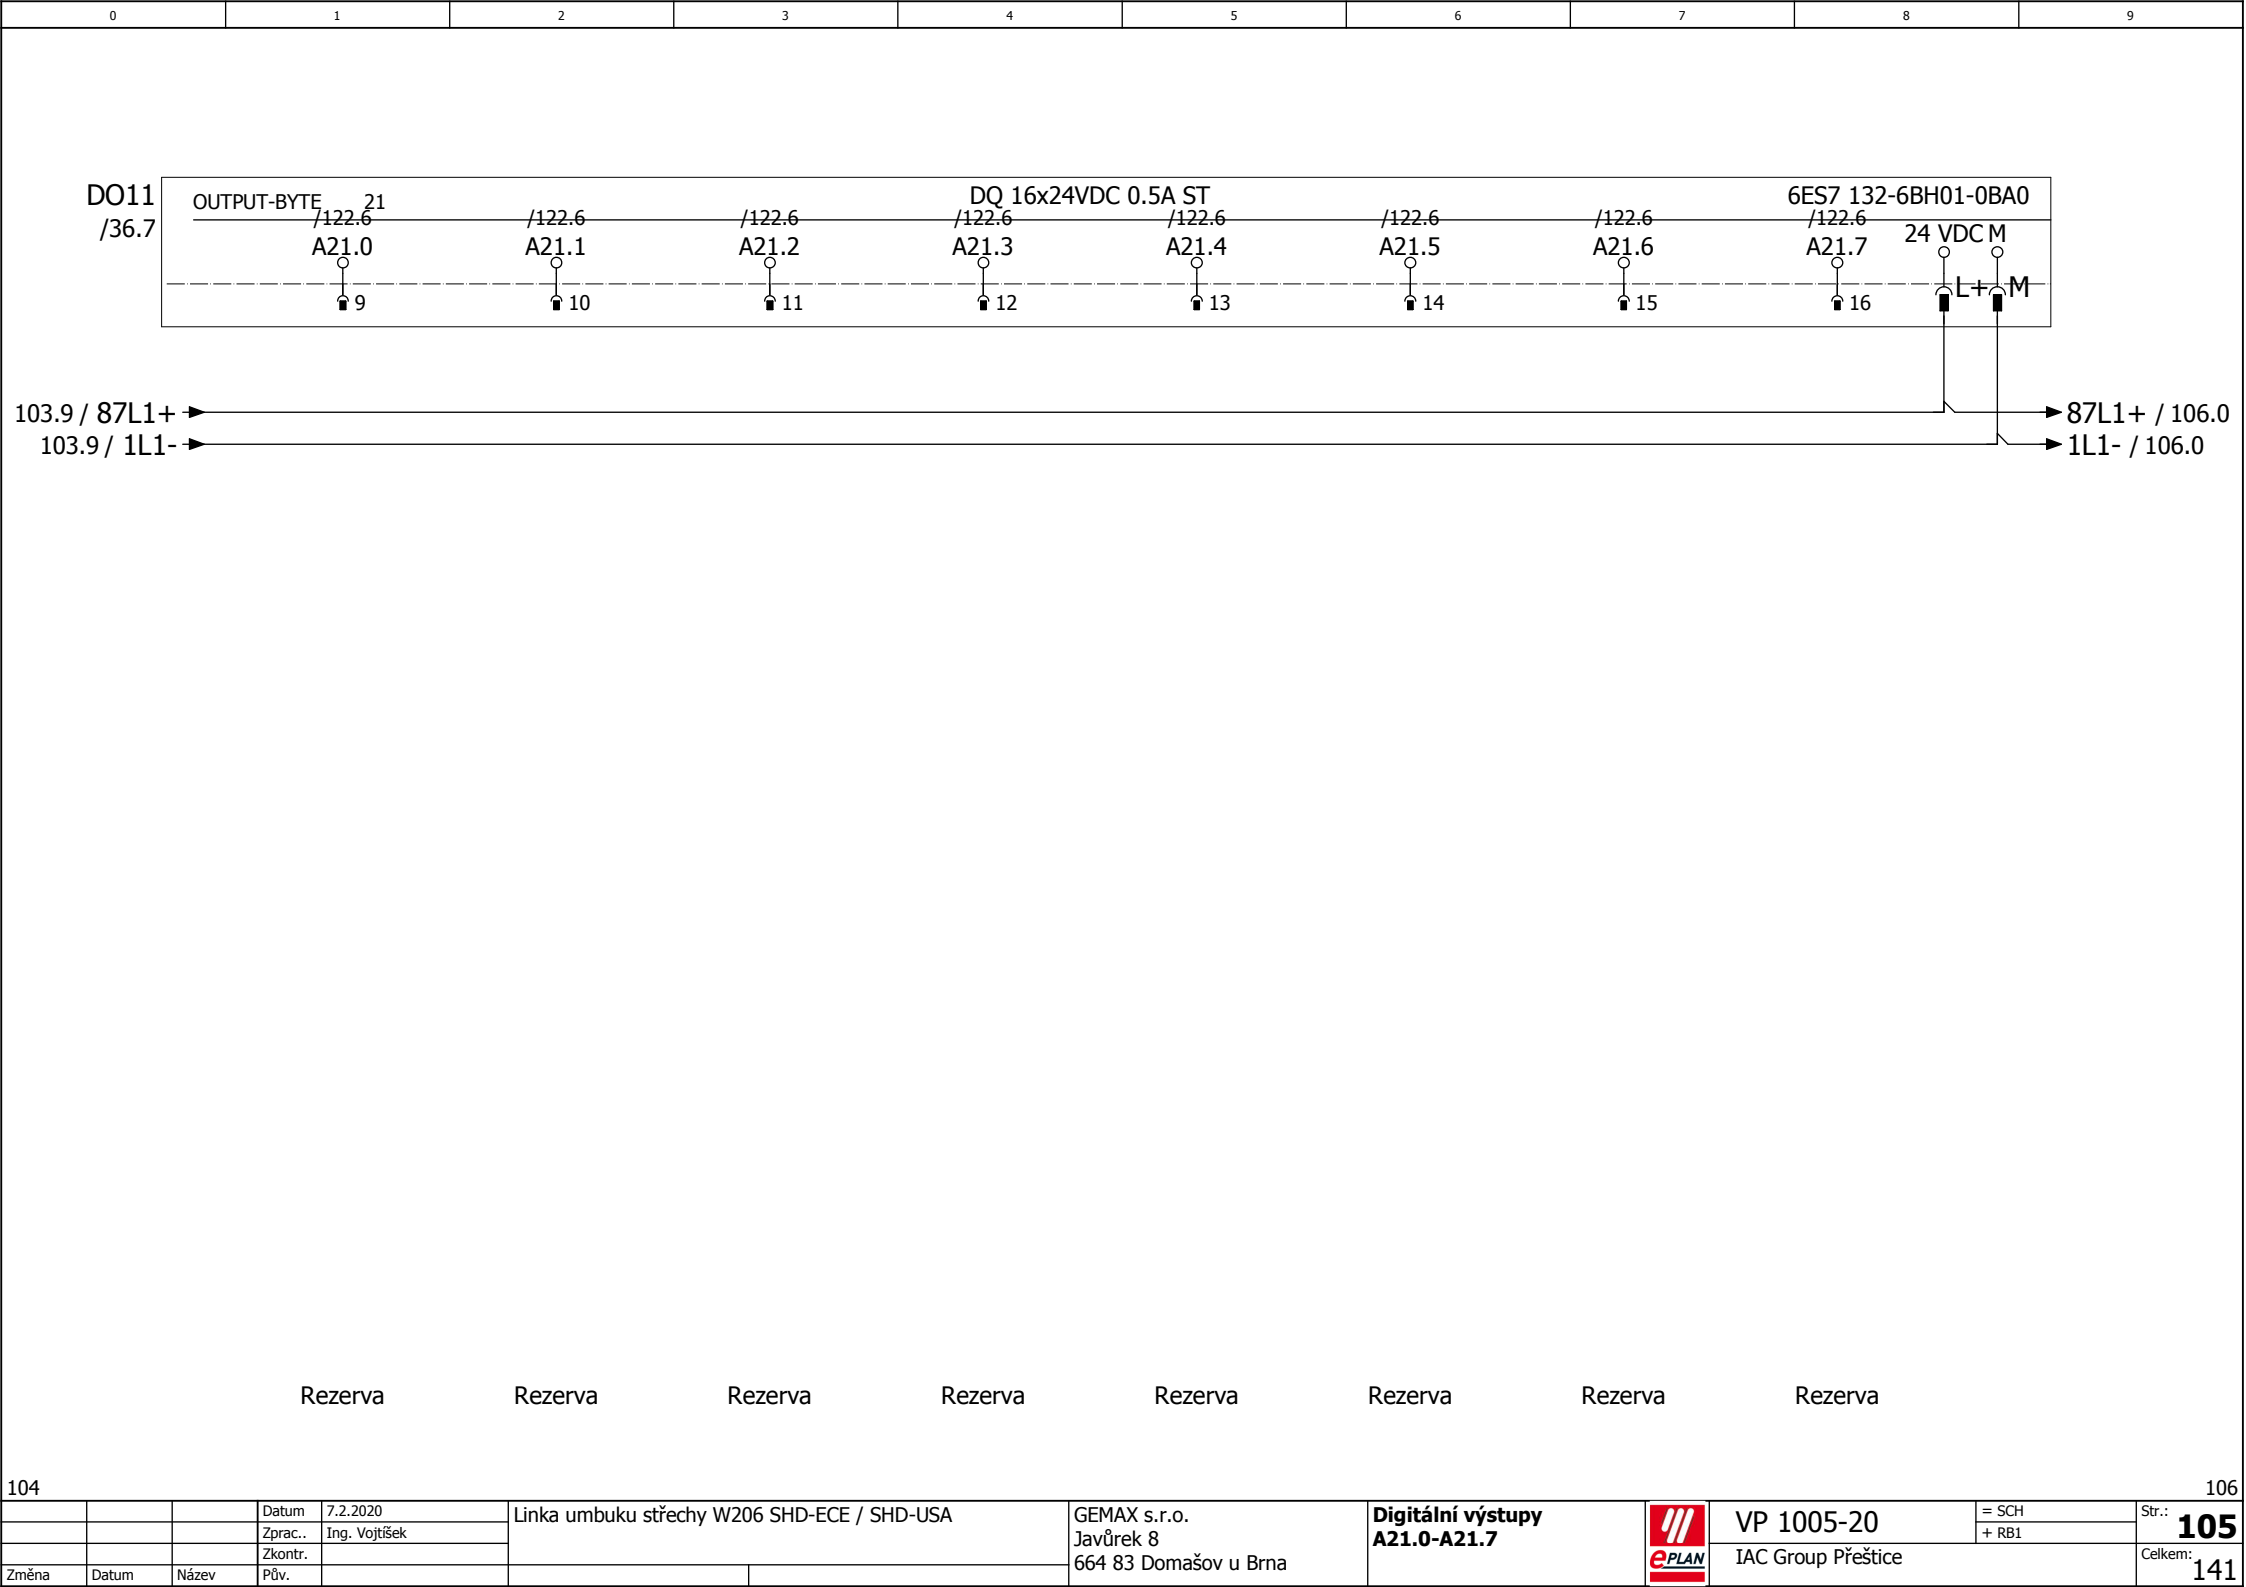 0 1 2 3 4 5 6 7 8 9
DO11 OUTPUT-BYTE 21 DQ 16x24VDC 0.5A ST 6ES7 132-6BH01-0BA0
/36.7 /122.6 /122.6 /122.6 /122.6 /122.6 /122.6 /122.6 /122.6
A21.0 A21.1 A21.2 A21.3 A21.4 A21.5 A21.6 A21.7 24 VDC M
9 10 11 12 13 14 15 16 L+ M
103.9 / 87L1+ 87L1+ / 106.0
103.9 / 1L1- 1L1- / 106.0
Rezerva Rezerva Rezerva Rezerva Rezerva Rezerva Rezerva Rezerva
104 106
Datum 7.2.2020
Zprac.. Ing. Vojtíšek
Zkontr.
Změna Datum Název Pův.
Linka umbuku střechy W206 SHD-ECE / SHD-USA
GEMAX s.r.o.
Javůrek 8
664 83 Domašov u Brna
Digitální výstupy
A21.0-A21.7
ePLAN
VP 1005-20
IAC Group Přeštice
= SCH
+ RB1
Str.: 105
Celkem: 141